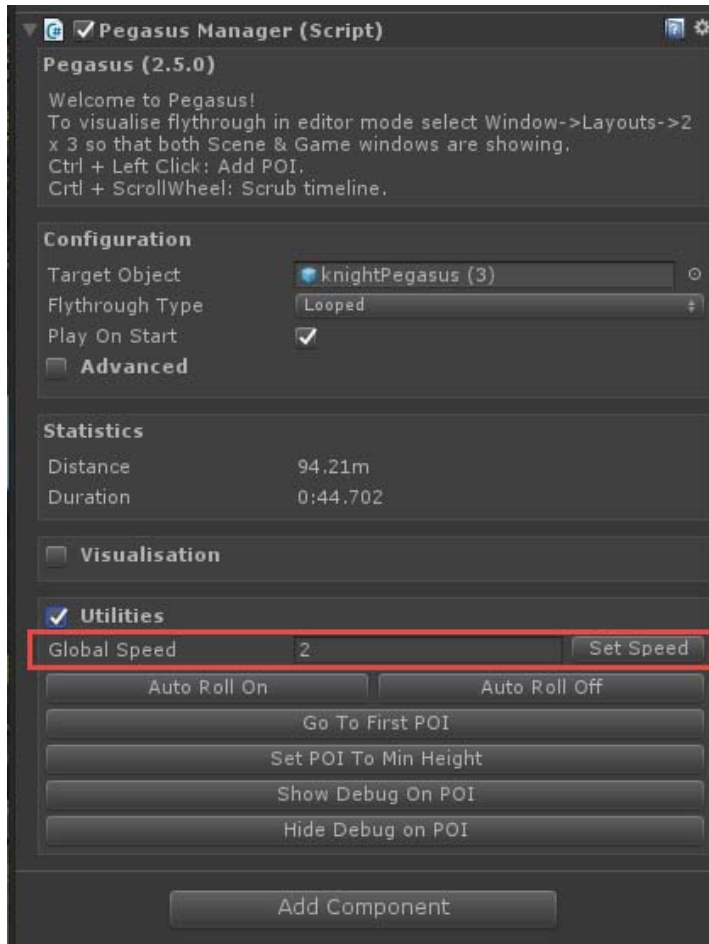 Pegasus Manager (Script)
Pegasus (2.5.0)
Welcome to Pegasus!
To visualise flythrough in editor mode select Window->Layouts->2
x 3 so that both Scene & Game windows are showing.
Ctrl + Left Click: Add POI.
Crtl + ScrollWheel: Scrub timeline.
Configuration
Target Object knightPegasus (3)
Flythrough Type Looped
Play On Start
Advanced
Statistics
Distance 94.21m
Duration 0:44.702
Visualisation
Utilities
Global Speed 2 Set Speed
Auto Roll On Auto Roll Off
Go To First POI
Set POI To Min Height
Show Debug On POI
Hide Debug on POI
Add Component